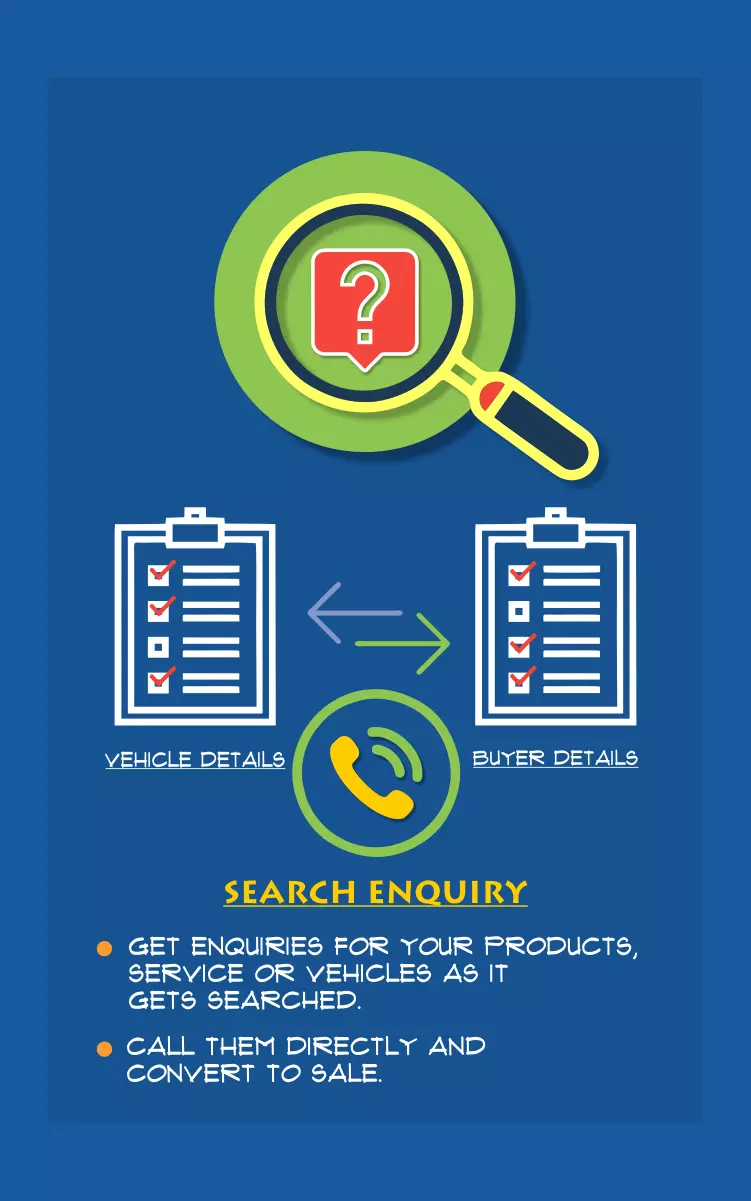 ?
VEHICLE DETAILS
BUYER DETAILS
SEARCH ENQUIRY
GET ENQUIRIES FOR YOUR PRODUCTS,
SERVICE OR VEHICLES AS IT
GETS SEARCHED.
CALL THEM DIRECTLY AND
CONVERT TO SALE.